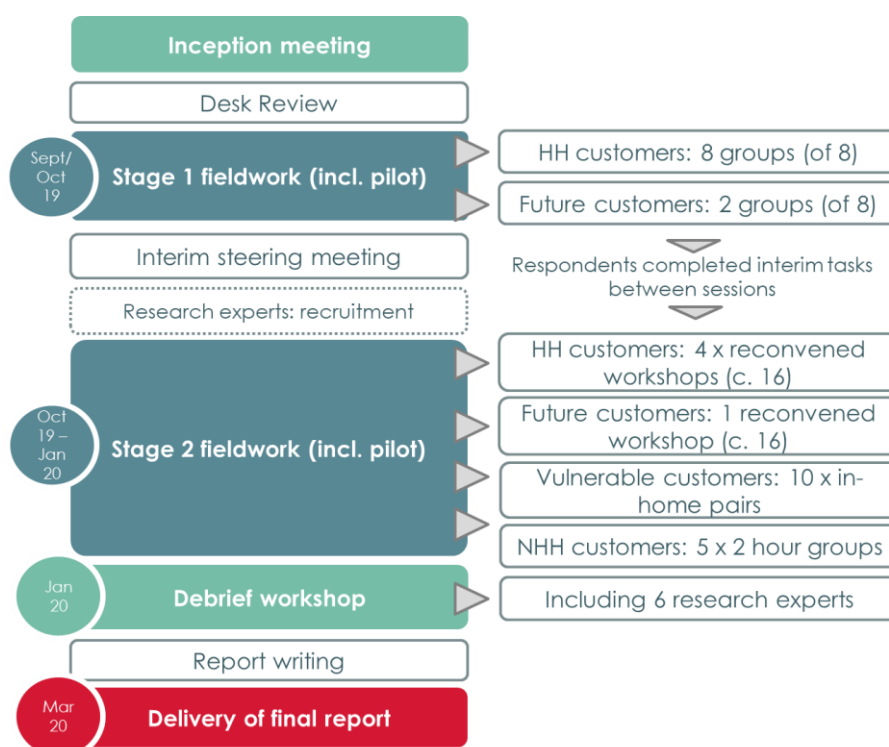 Inception meeting
Desk Review
Sept/
Oct
19
Stage 1 fieldwork (incl. pilot)
HH customers: 8 groups (of 8)
Future customers: 2 groups (of 8)
Interim steering meeting
Respondents completed interim tasks
between sessions
Research experts: recruitment
Oct
19 –
Jan
20
Stage 2 fieldwork (incl. pilot)
HH customers: 4 x reconvened
workshops (c. 16)
Future customers: 1 reconvened
workshop (c. 16)
Vulnerable customers: 10 x in-
home pairs
NHH customers: 5 x 2 hour groups
Jan
20
Debrief workshop
Including 6 research experts
Report writing
Mar
20
Delivery of final report